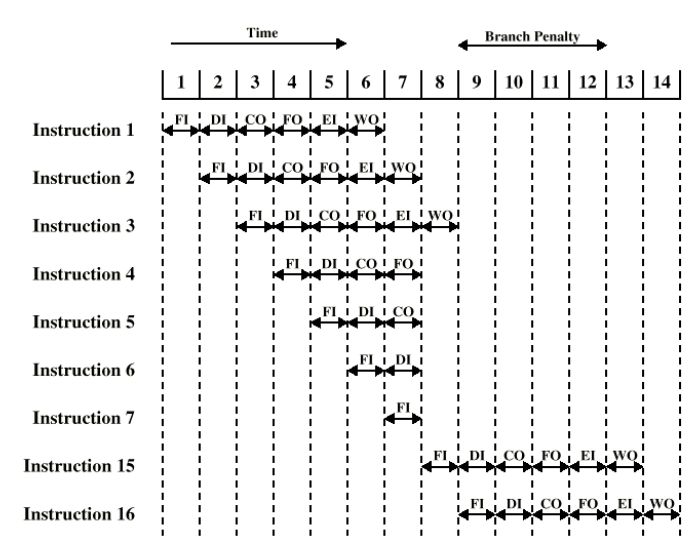 Time
Branch Penalty
1 2 3 4 5 6 7 8 9 10 11 12 13 14
Instruction 1 FI DI CO FO EI WO
Instruction 2 FI DI CO FO EI WO
Instruction 3 FI DI CO FO EI WO
Instruction 4 FI DI CO FO
Instruction 5 FI DI CO
Instruction 6 FI DI
Instruction 7 FI
Instruction 15 FI DI CO FO EI WO
Instruction 16 FI DI CO FO EI WO